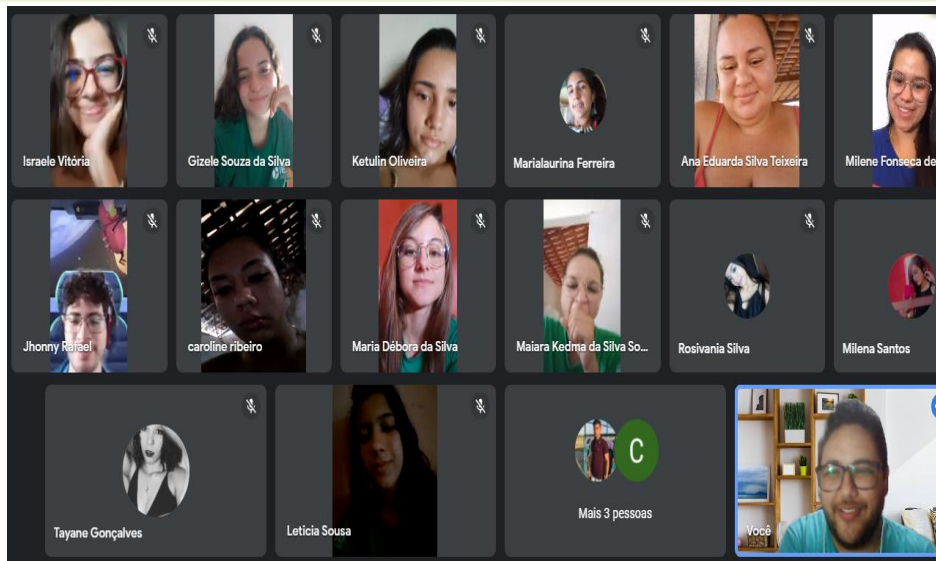 Israele Vitória
Gizele Souza da Silva
Ketulin Oliveira
Marialaurina Ferreira
Ana Eduarda Silva Teixeira
Milene Fonseca de
Jhonny Rafael
caroline ribeiro
Maria Débora da Silva
Maiara Kedma da Silva So...
Rosivania Silva
Milena Santos
Tayane Gonçalves
Leticia Sousa
C
Mais 3 pessoas
Você